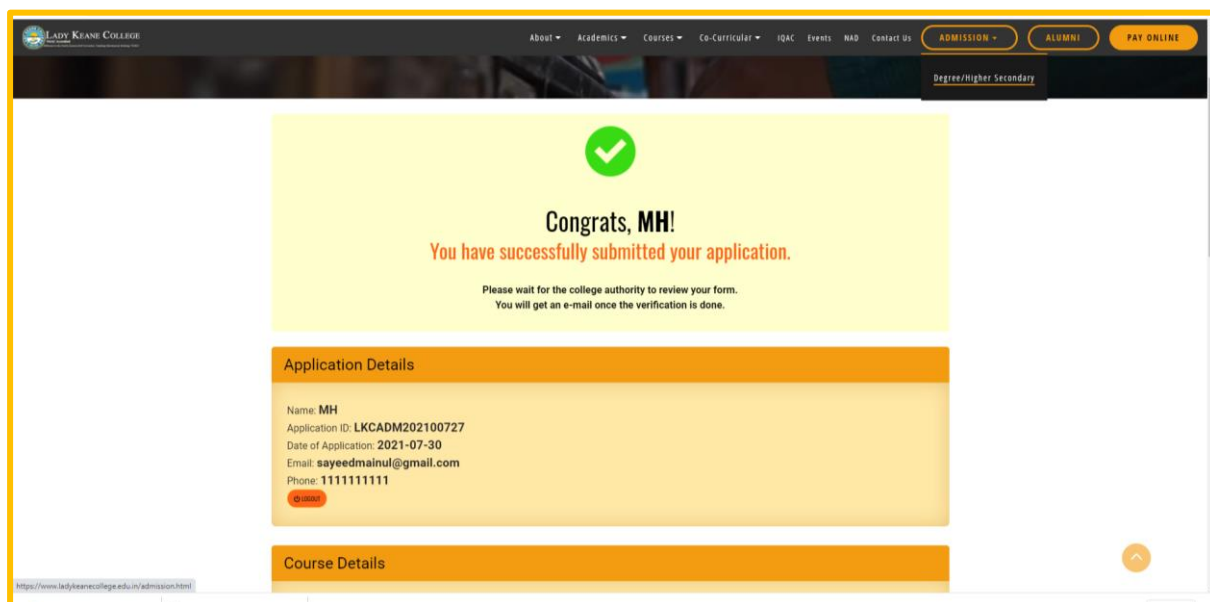 LADY KEANE COLLEGE
About Academics Courses Co-Curricular IQAC Events NAD Contact Us ADMISSION ALUMNI PAY ONLINE
Degree/Higher Secondary
Congrats, MH!
You have successfully submitted your application.
Please wait for the college authority to review your form.
You will get an e-mail once the verification is done.
Application Details
Name: MH
Application ID: LKCADM202100727
Date of Application: 2021-07-30
Email: sayeedmainul@gmail.com
Phone: 1111111111
LOGOUT
Course Details
https://www.ladykeanecollege.edu.in/admission.html